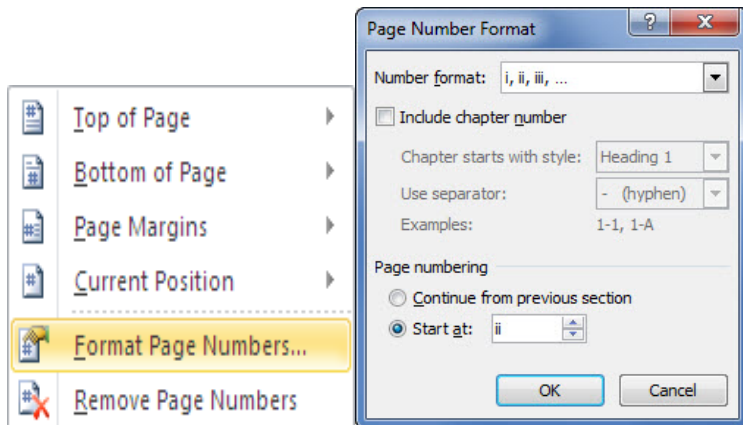 Top of Page
Bottom of Page
Page Margins
Current Position
Format Page Numbers...
Remove Page Numbers
Page Number Format
Number format: i, ii, iii, ...
Include chapter number
Chapter starts with style: Heading 1
Use separator: - (hyphen)
Examples: 1-1, 1-A
Page numbering
Continue from previous section
Start at: ii
OK Cancel